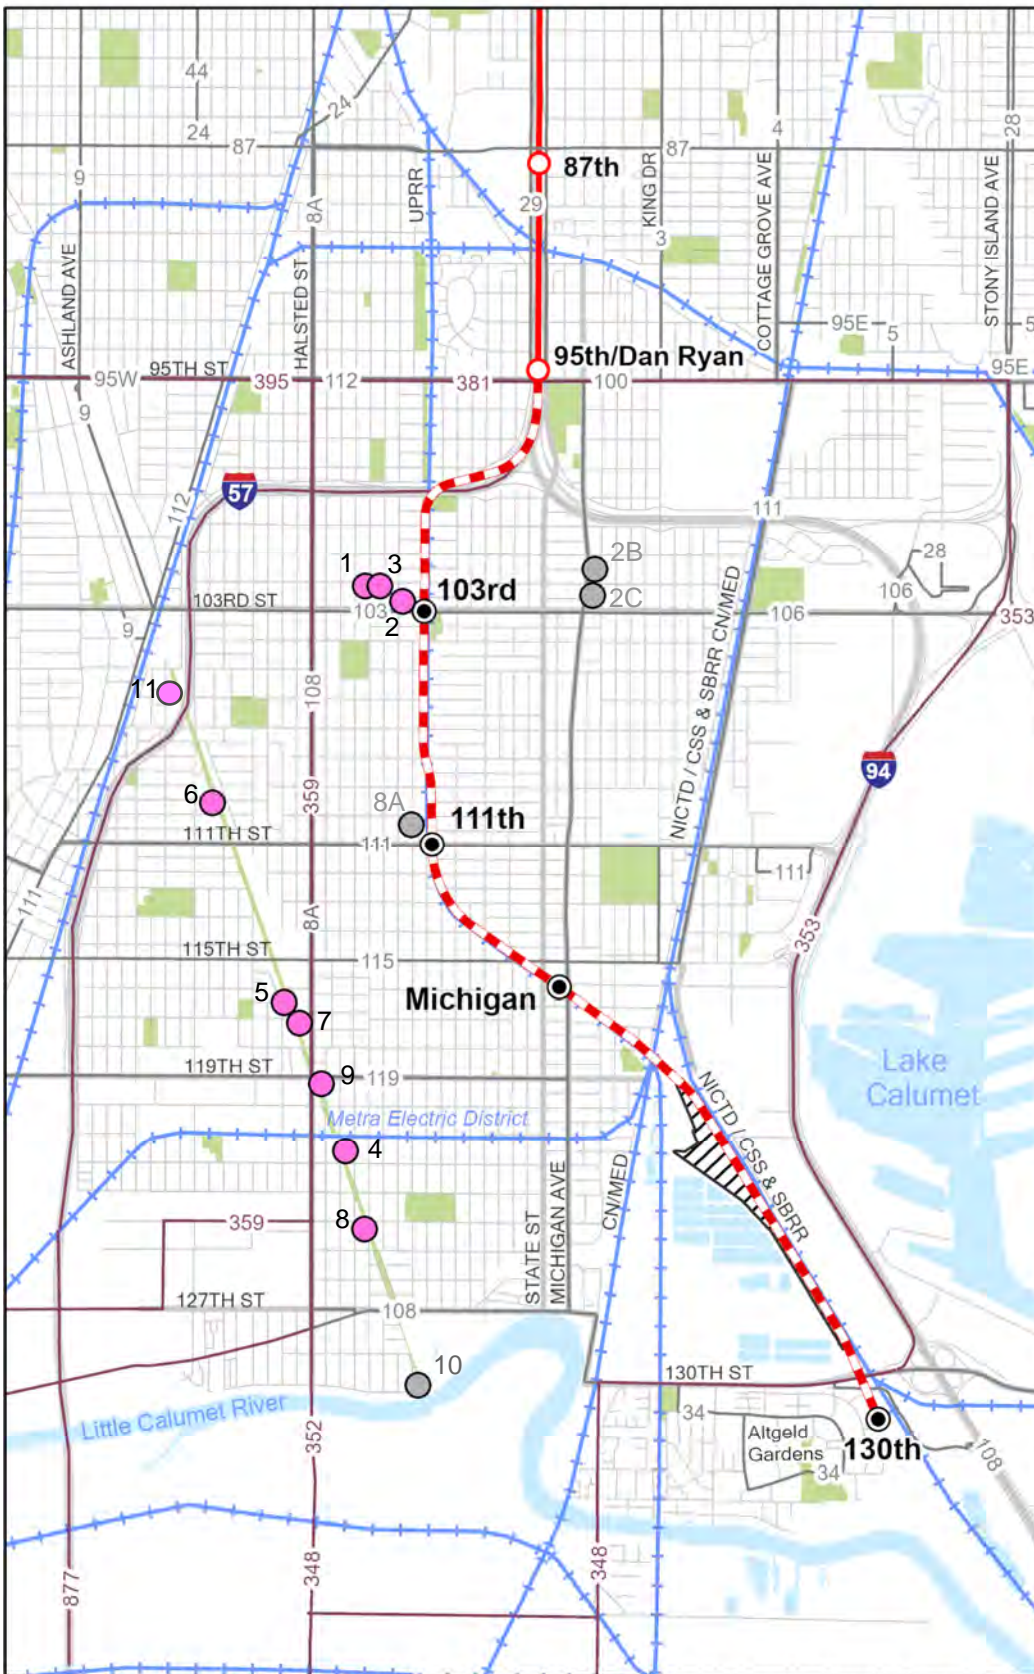 44
24
24
87
87
4
28
9
8A
UPRR
87th
29
KING DR
3
COTTAGE GROVE AVE
STONY ISLAND AVE
ASHLAND AVE
HALSTED ST
95E
5
5
95th/Dan Ryan
95TH ST
95W
395
112
381
100
95E
9
57
112
111
28
1
3
2B
103rd
2C
103RD ST
103
2
106
106
353
9
NICTD / CSS & SBRR CN/MED
11
108
94
6
359
8A
111th
111TH ST
111
111
111
8A
353
115TH ST
115
Michigan
5
7
119TH ST
9
119
Lake
Calumet
Metra Electric District
NICTD / CSS & SBRR
4
CN/MED
STATE ST
MICHIGAN AVE
359
8
127TH ST
108
10
130TH ST
Little Calumet River
34
Altgeld
Gardens
130th
34
352
108
877
348
348